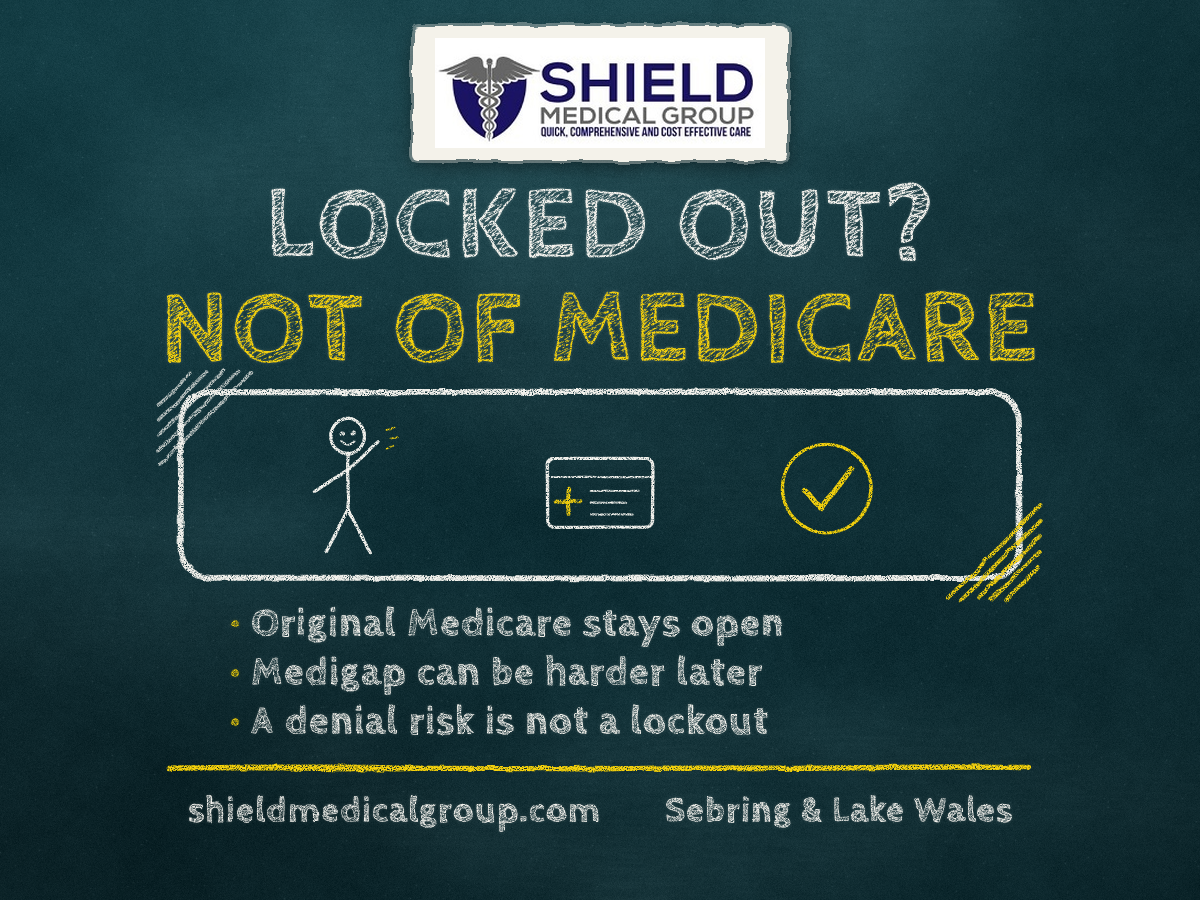 SHIELD
MEDICAL GROUP
QUICK, COMPREHENSIVE AND COST EFFECTIVE CARE
LOCKED OUT?
NOT OF MEDICARE
• Original Medicare stays open
• Medigap can be harder later
• A denial risk is not a lockout
shieldmedicalgroup.com Sebring & Lake Wales